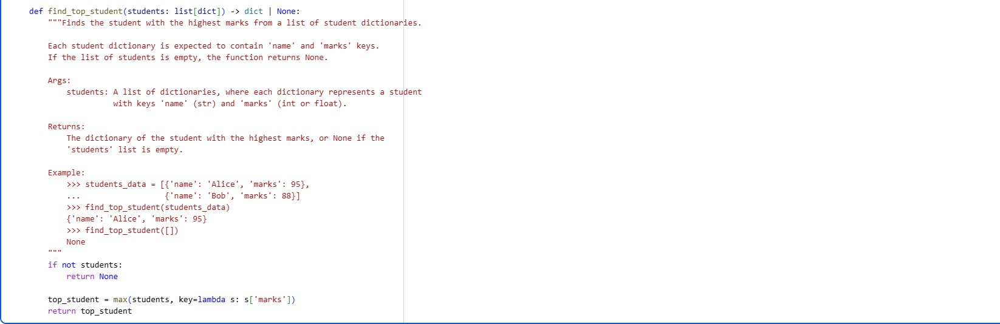 def find_top_student(students: list[dict]) -> dict | None:
    """Finds the student with the highest marks from a list of student dictionaries.

    Each student dictionary is expected to contain 'name' and 'marks' keys.
    If the list of students is empty, the function returns None.

    Args:
        students: A list of dictionaries, where each dictionary represents a student
                  with keys 'name' (str) and 'marks' (int or float).

    Returns:
        The dictionary of the student with the highest marks, or None if the
        'students' list is empty.

    Example:
        >>> students_data = [{'name': 'Alice', 'marks': 95},
        ...                  {'name': 'Bob', 'marks': 88}]
        >>> find_top_student(students_data)
        {'name': 'Alice', 'marks': 95}
        >>> find_top_student([])
        None
    """
    if not students:
        return None

    top_student = max(students, key=lambda s: s['marks'])
    return top_student